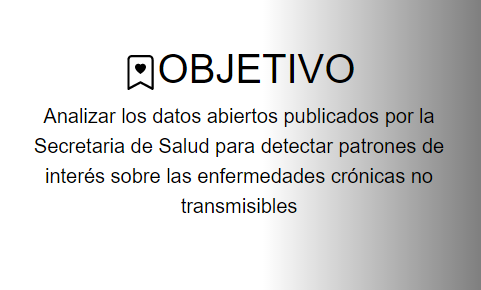 OBJETIVO
Analizar los datos abiertos publicados por la
Secretaria de Salud para detectar patrones de
interés sobre las enfermedades crónicas no
transmisibles